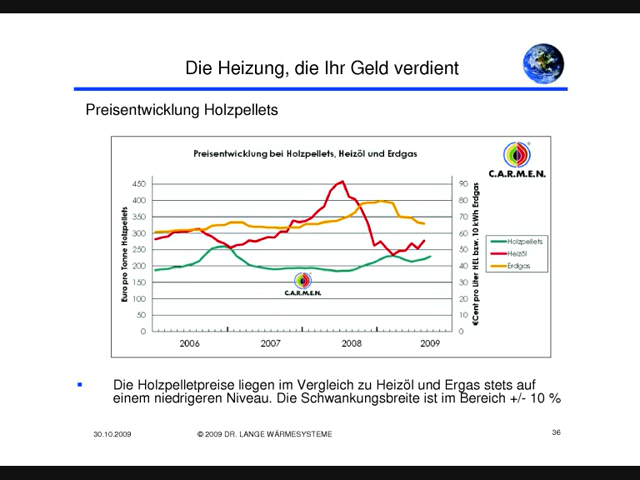 Die Heizung, die Ihr Geld verdient
Preisentwicklung Holzpellets
Preisentwicklung bei Holzpellets, Heizöl und Erdgas
C.A.R.M.E.N.
Euro pro Tonne Holzpellets
450
400
350
300
250
200
150
100
50
0
90
80
70
60
50
40
30
20
10
0
€Cent pro Liter HEL bzw. 10 kWh Erdgas
Holzpellets
Heizöl
Erdgas
C.A.R.M.E.N.
2006 2007 2008 2009
Die Holzpelletpreise liegen im Vergleich zu Heizöl und Ergas stets auf
einem niedrigeren Niveau. Die Schwankungsbreite ist im Bereich +/- 10 %
30.10.2009 © 2009 DR. LANGE WÄRMESYSTEME 36